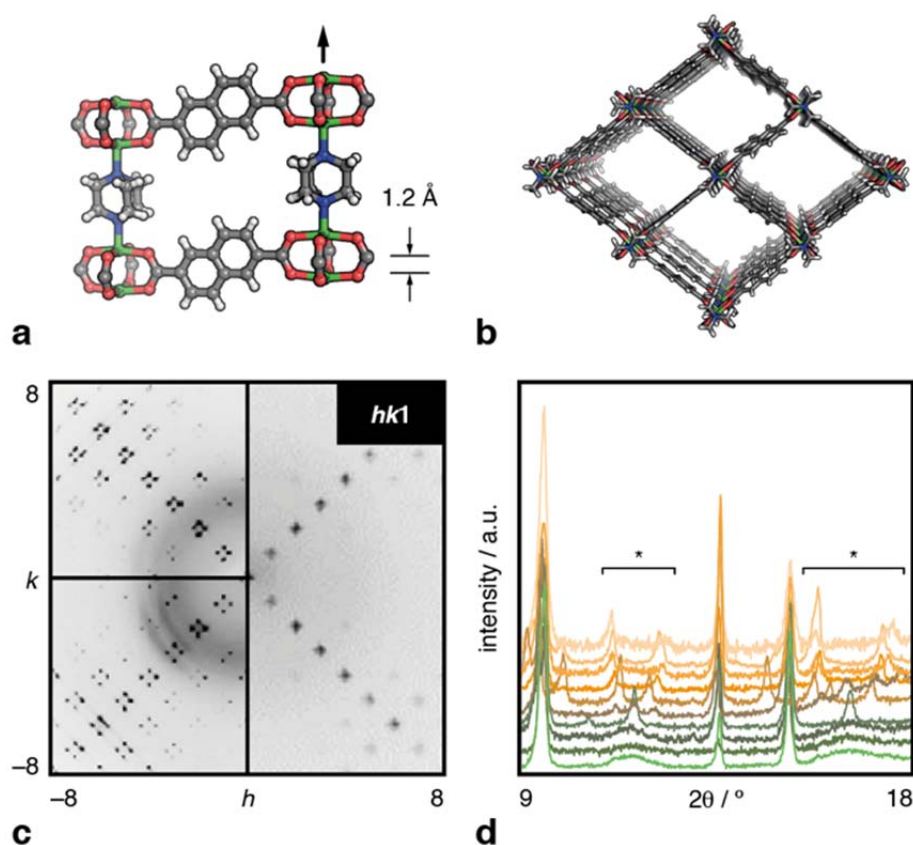 1.2 Å
a
b
8
hk1
k
–8
–8
h
8
c
intensity / a.u.
*
*
9
2θ / º
18
d